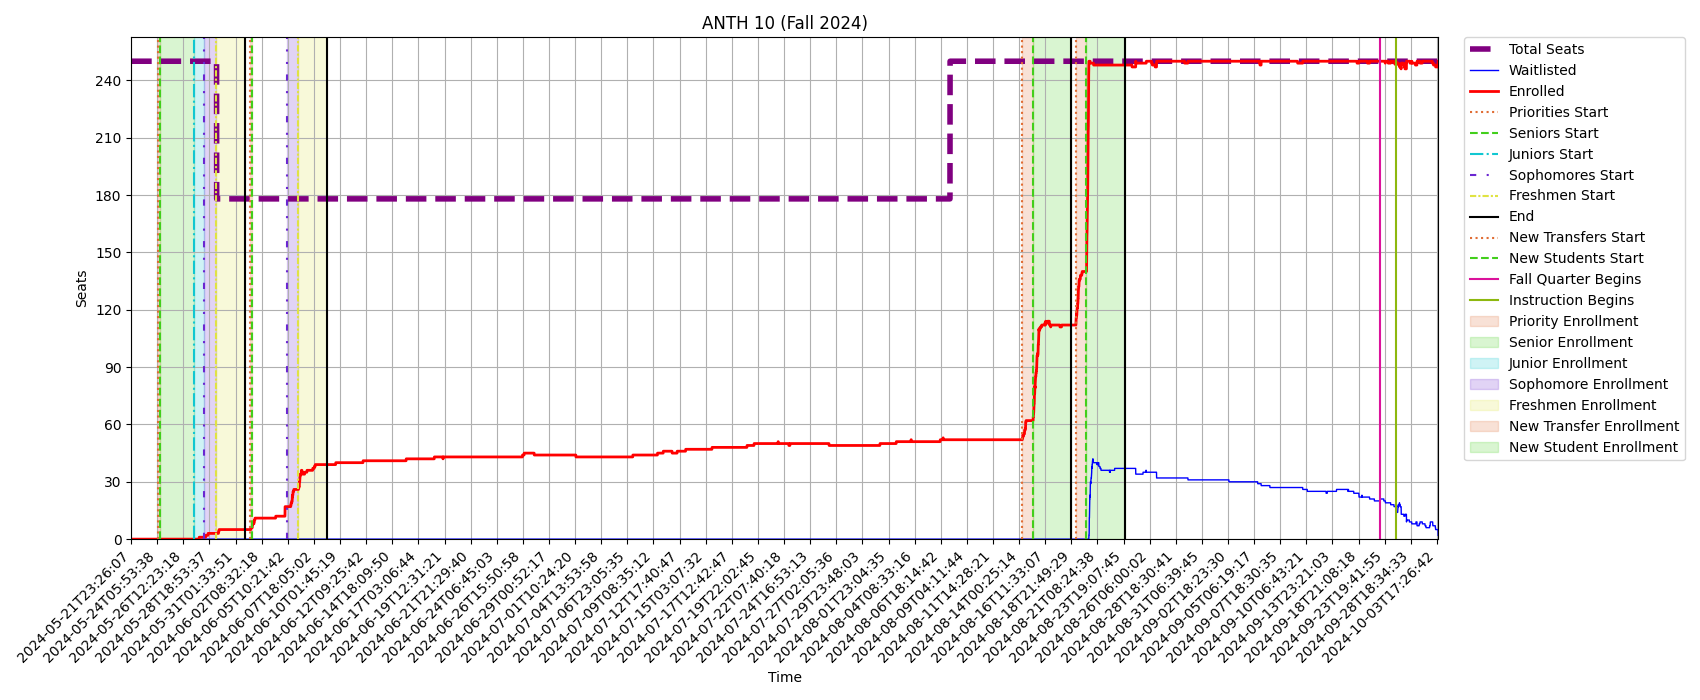 ANTH 10 (Fall 2024)
Seats
240
210
180
150
120
90
60
30
0
2024-05-21T23:26:07
2024-05-24T05:53:38
2024-05-26T12:23:18
2024-05-28T18:53:37
2024-05-31T01:33:51
2024-06-02T08:32:18
2024-06-05T10:21:42
2024-06-07T18:05:02
2024-06-10T01:45:19
2024-06-12T09:25:42
2024-06-14T18:09:50
2024-06-17T03:06:44
2024-06-19T12:31:23
2024-06-21T21:29:40
2024-06-24T06:45:03
2024-06-26T15:50:58
2024-06-29T00:52:17
2024-07-01T10:24:20
2024-07-04T13:53:58
2024-07-06T23:05:35
2024-07-09T08:35:12
2024-07-12T17:40:47
2024-07-15T03:07:32
2024-07-17T12:42:47
2024-07-19T22:02:45
2024-07-22T07:40:18
2024-07-24T16:53:13
2024-07-27T02:05:36
2024-08-01T23:48:03
2024-08-01T23:04:35
2024-08-04T08:33:16
2024-08-06T18:14:42
2024-08-09T04:11:44
2024-08-11T14:28:21
2024-08-14T00:25:14
2024-08-16T11:33:07
2024-08-18T21:49:29
2024-08-21T08:24:38
2024-08-23T19:07:45
2024-08-26T06:00:02
2024-08-28T18:30:41
2024-08-31T06:39:45
2024-09-02T18:23:30
2024-09-05T06:19:17
2024-09-07T18:30:35
2024-09-10T06:43:21
2024-09-13T23:21:03
2024-09-18T21:08:18
2024-09-23T19:41:55
2024-09-28T18:34:33
2024-10-03T17:26:42
Time
Total Seats
Waitlisted
Enrolled
Priorities Start
Seniors Start
Juniors Start
Sophomores Start
Freshmen Start
End
New Transfers Start
New Students Start
Fall Quarter Begins
Instruction Begins
Priority Enrollment
Senior Enrollment
Junior Enrollment
Sophomore Enrollment
Freshmen Enrollment
New Transfer Enrollment
New Student Enrollment